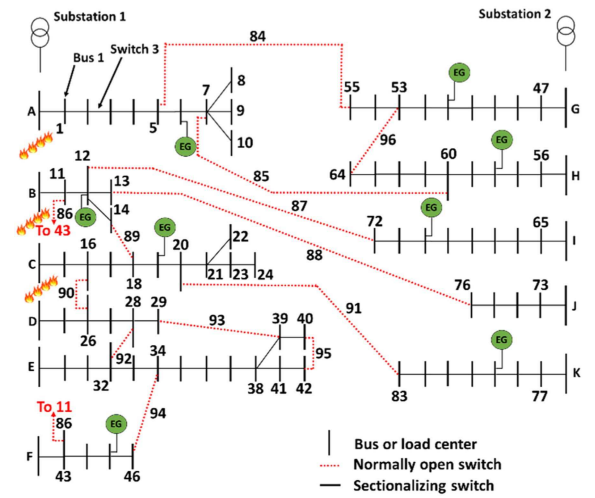 Substation 1
Substation 2
84
Bus 1
Switch 3
EG
8
7
55
53
47
A
9
G
1
5
10
EG
96
EG
12
60
56
11
13
64
H
85
B
86
EG
14
87
EG
To 43
72
65
16
89
EG
20
22
88
I
C
76
73
18
21
23
24
90
J
28
29
91
39
40
D
93
EG
26
92
34
95
E
K
32
38
41
42
83
77
To 11
94
86
EG
F
43
46
Bus or load center
Normally open switch
Sectionalizing switch